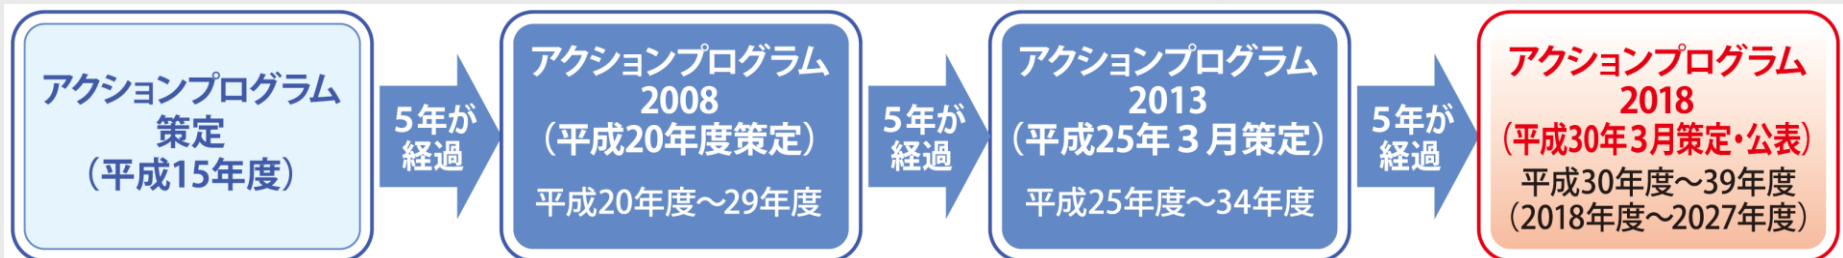 アクションプログラム
策定
（平成15年度）
5年が
経過
アクションプログラム
2008
（平成20年度策定）
平成20年度～29年度
5年が
経過
アクションプログラム
2013
（平成25年３月策定）
平成25年度～34年度
5年が
経過
アクションプログラム
2018
（平成30年３月策定・公表）
平成30年度～39年度
（2018年度～2027年度）